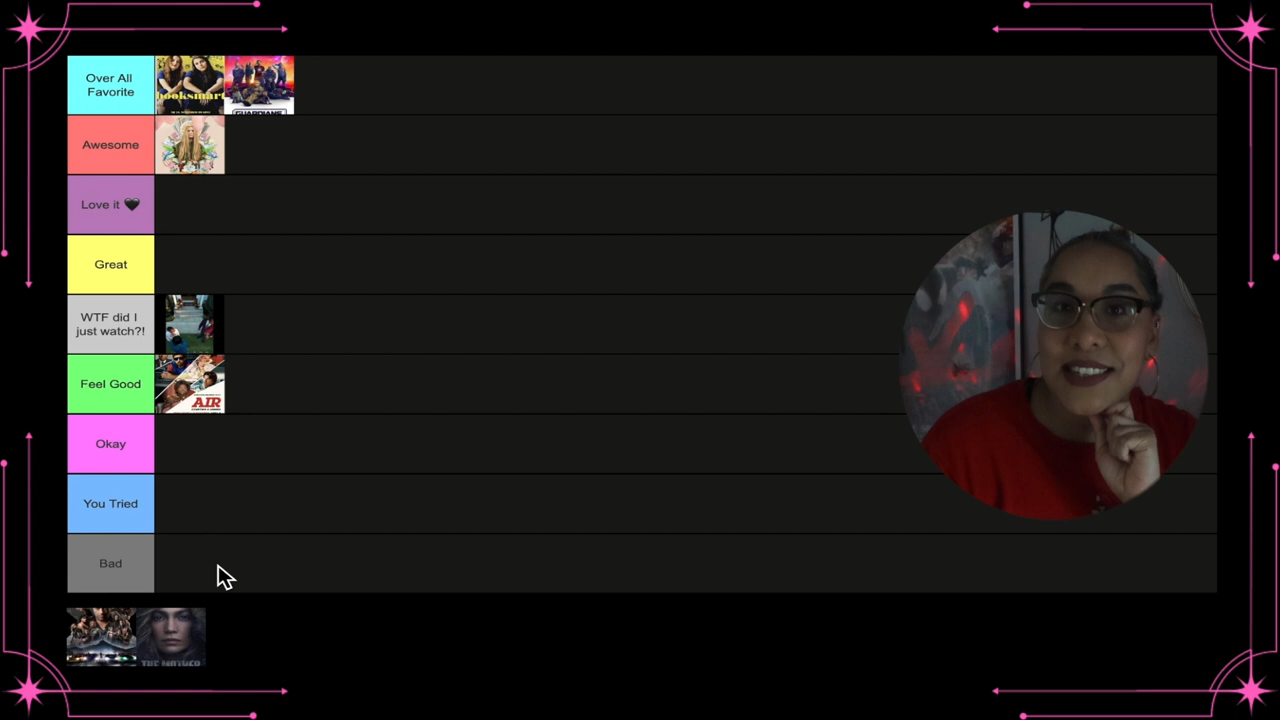 Over All
Favorite
booksmart
GUARDIANS
Awesome
Love it 🖤
Great
WTF did I
just watch?!
Feel Good
AIR
Okay
You Tried
Bad
THE MOTHER